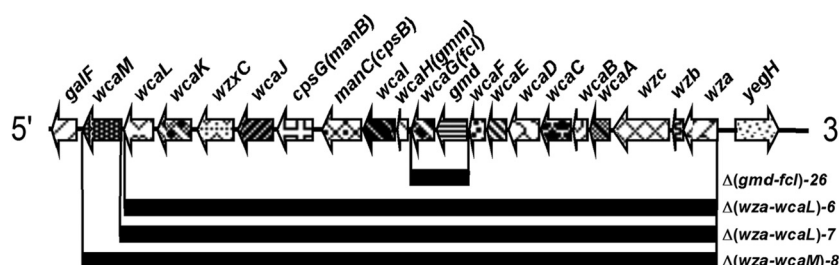 galF wcaM wcaL wcaK wzxC wcaJ cpsG(manB) manC(cpsB) wcaI wcaH(gmm) wcaG(fcl) gmd wcaF wcaE wcaD wcaC wcaB wcaA wzc wzb wza yegH
5' 3
Δ(gmd-fcl)-26
Δ(wza-wcaL)-6
Δ(wza-wcaL)-7
Δ(wza-wcaM)-8